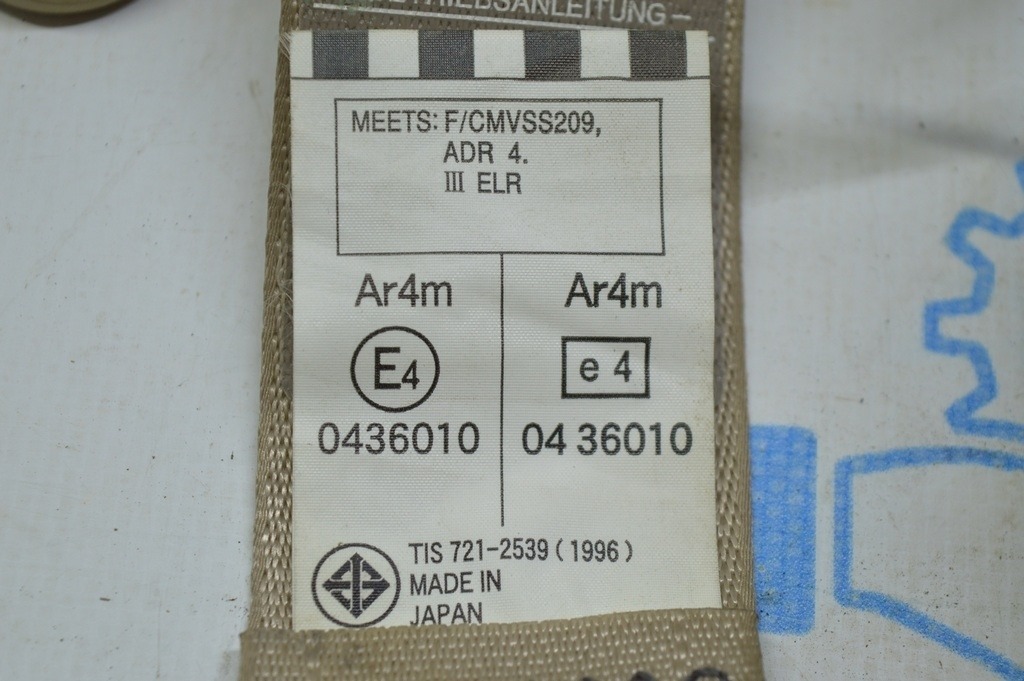 MEETS: F/CMVSS209,
ADR 4.
III ELR
Ar4m
E4
0436010
Ar4m
e 4
04 36010
TIS 721-2539 (1996)
MADE IN
JAPAN